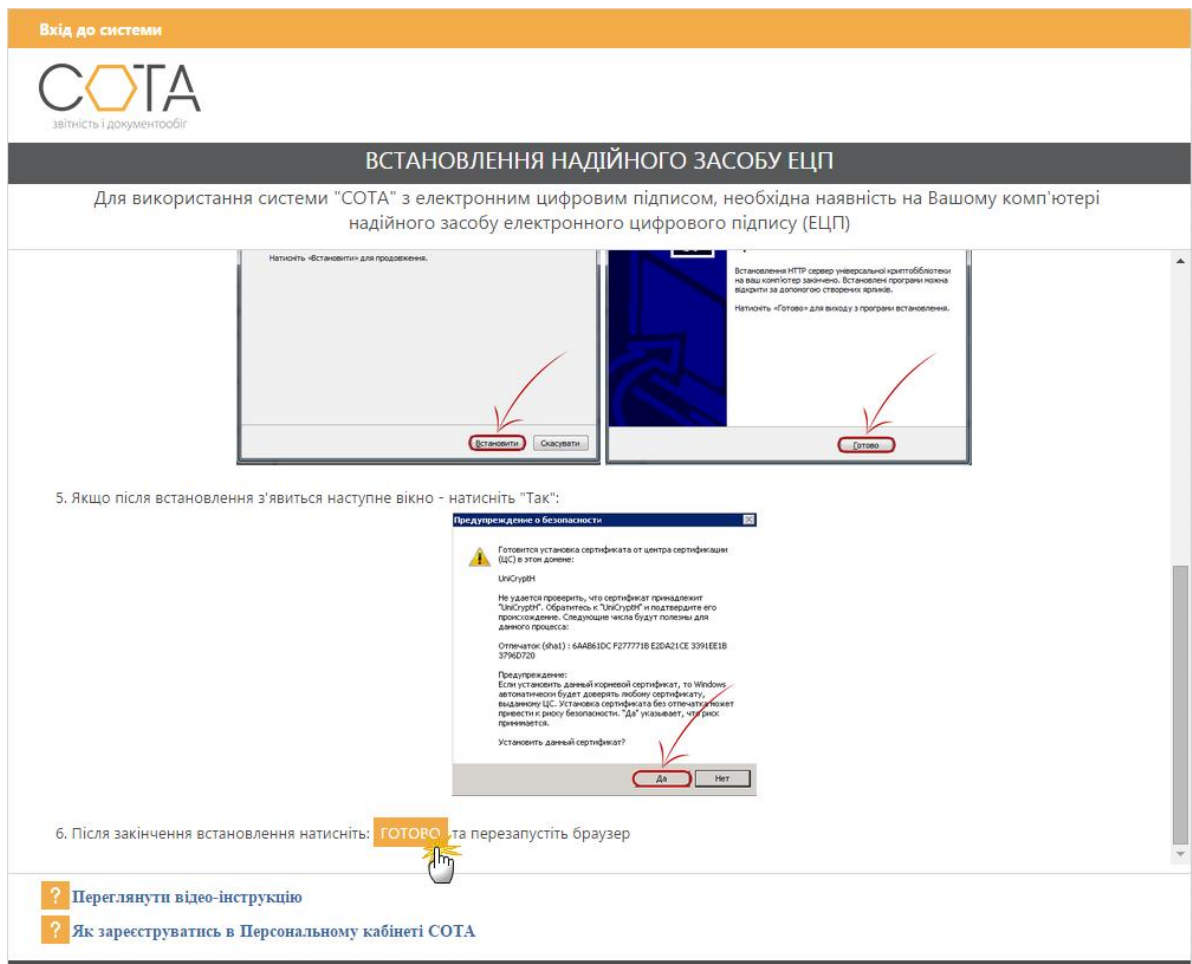 Вхід до системи
СОТА
звітність і документообіг
ВСТАНОВЛЕННЯ НАДІЙНОГО ЗАСОБУ ЕЦП
Для використання системи "СОТА" з електронним цифровим підписом, необхідна наявність на Вашому комп'ютері
надійного засобу електронного цифрового підпису (ЕЦП)
Натисніть «Встановити» для продовження.
Встановити Скасувати
Встановлення HTTP сервер універсальної криптобібліотеки
на ваш комп'ютер закінчено. Встановлені програми можна
відкрити за допомогою створених ярликів.
Натисніть «Готово» для виходу з програми встановлення.
Готово
5. Якщо після встановлення з'явиться наступне вікно - натисніть "Так":
Предупреждение о безопасности
Готовится установка сертификата от центра сертификации
(ЦС) в этом домене:
UniCryptH
Не удается проверить, что сертификат принадлежит
"UniCryptH". Обратитесь к "UniCryptH" и подтвердите его
происхождение. Следующие числа будут полезны для
данного процесса:
Отпечаток (sha1) : 6AAB61DC F277771B E2DA21CE 3391EE1B
3796D720
Предупреждение:
Если установить данный корневой сертификат, то Windows
автоматически будет доверять любому сертификату,
выданному ЦС. Установка сертификата без отпечатка может
привести к риску безопасности. "Да" указывает, что риск
принимается.
Установить данный сертификат?
Да Нет
6. Після закінчення встановлення натисніть: ГОТОВО та перезапустіть браузер
? Переглянути відео-інструкцію
? Як зареєструватись в Персональному кабінеті СОТА